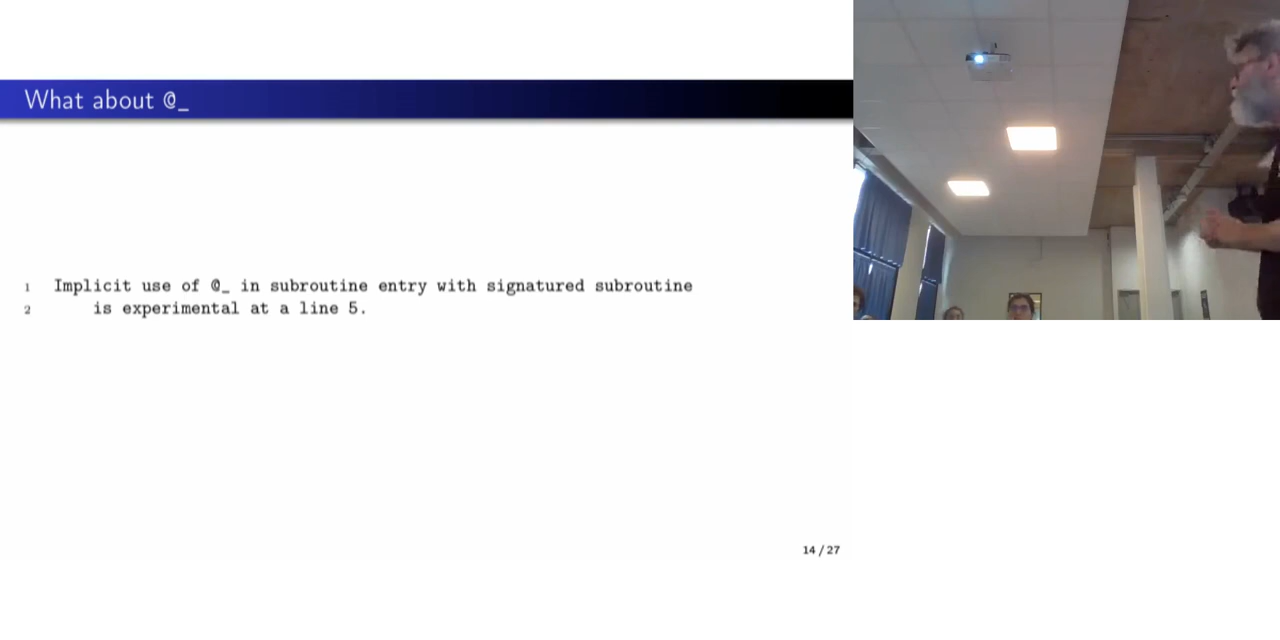 What about @_
1 Implicit use of @_ in subroutine entry with signatured subroutine
2 is experimental at a line 5.
14 / 27